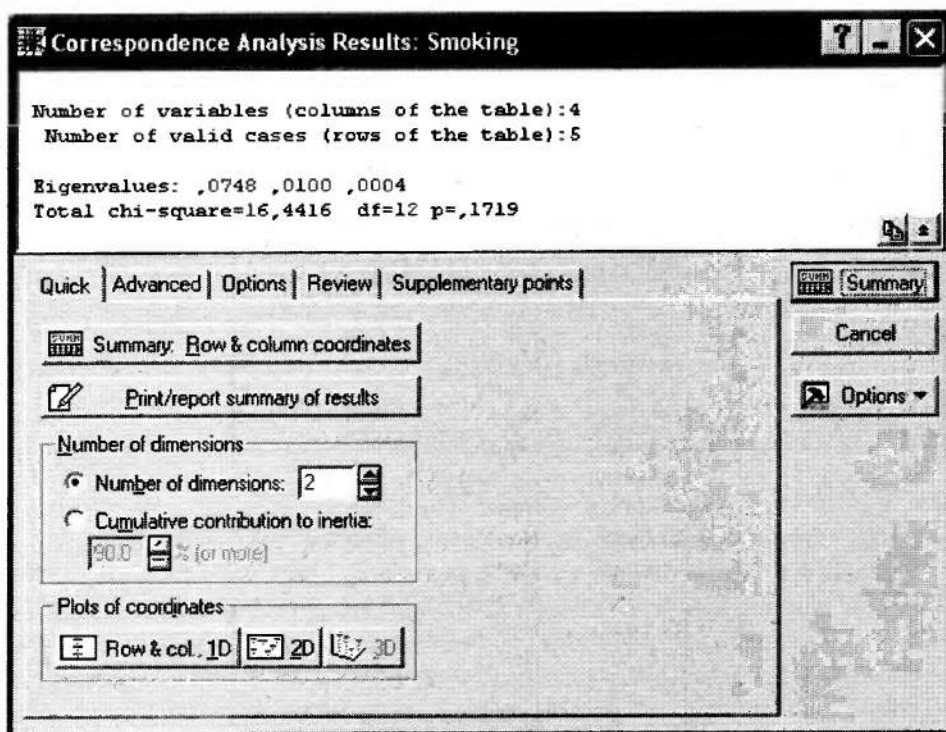 Correspondence Analysis Results: Smoking
Number of variables (columns of the table):4
Number of valid cases (rows of the table):5
Eigenvalues: ,0748 ,0100 ,0004
Total chi-square=16,4416 df=12 p=,1719
Quick Advanced Options Review Supplementary points
Summary
Summary: Row & column coordinates
Cancel
Print/report summary of results
Options
Number of dimensions
Number of dimensions: 2
Cumulative contribution to inertia:
90.0 % (or more)
Plots of coordinates
Row & col., 1D 2D 3D